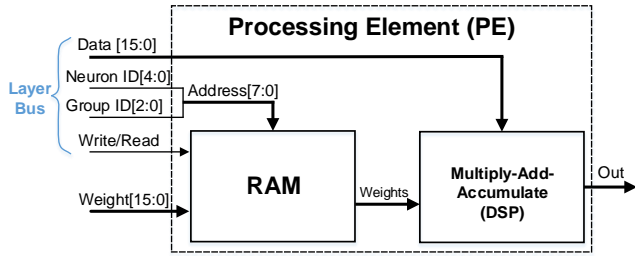 Processing Element (PE)
Data [15:0]
Neuron ID[4:0]
Address[7:0]
Layer
Bus
Group ID[2:0]
Write/Read
RAM
Weight[15:0]
Weights
Multiply-Add-
Accumulate
(DSP)
Out